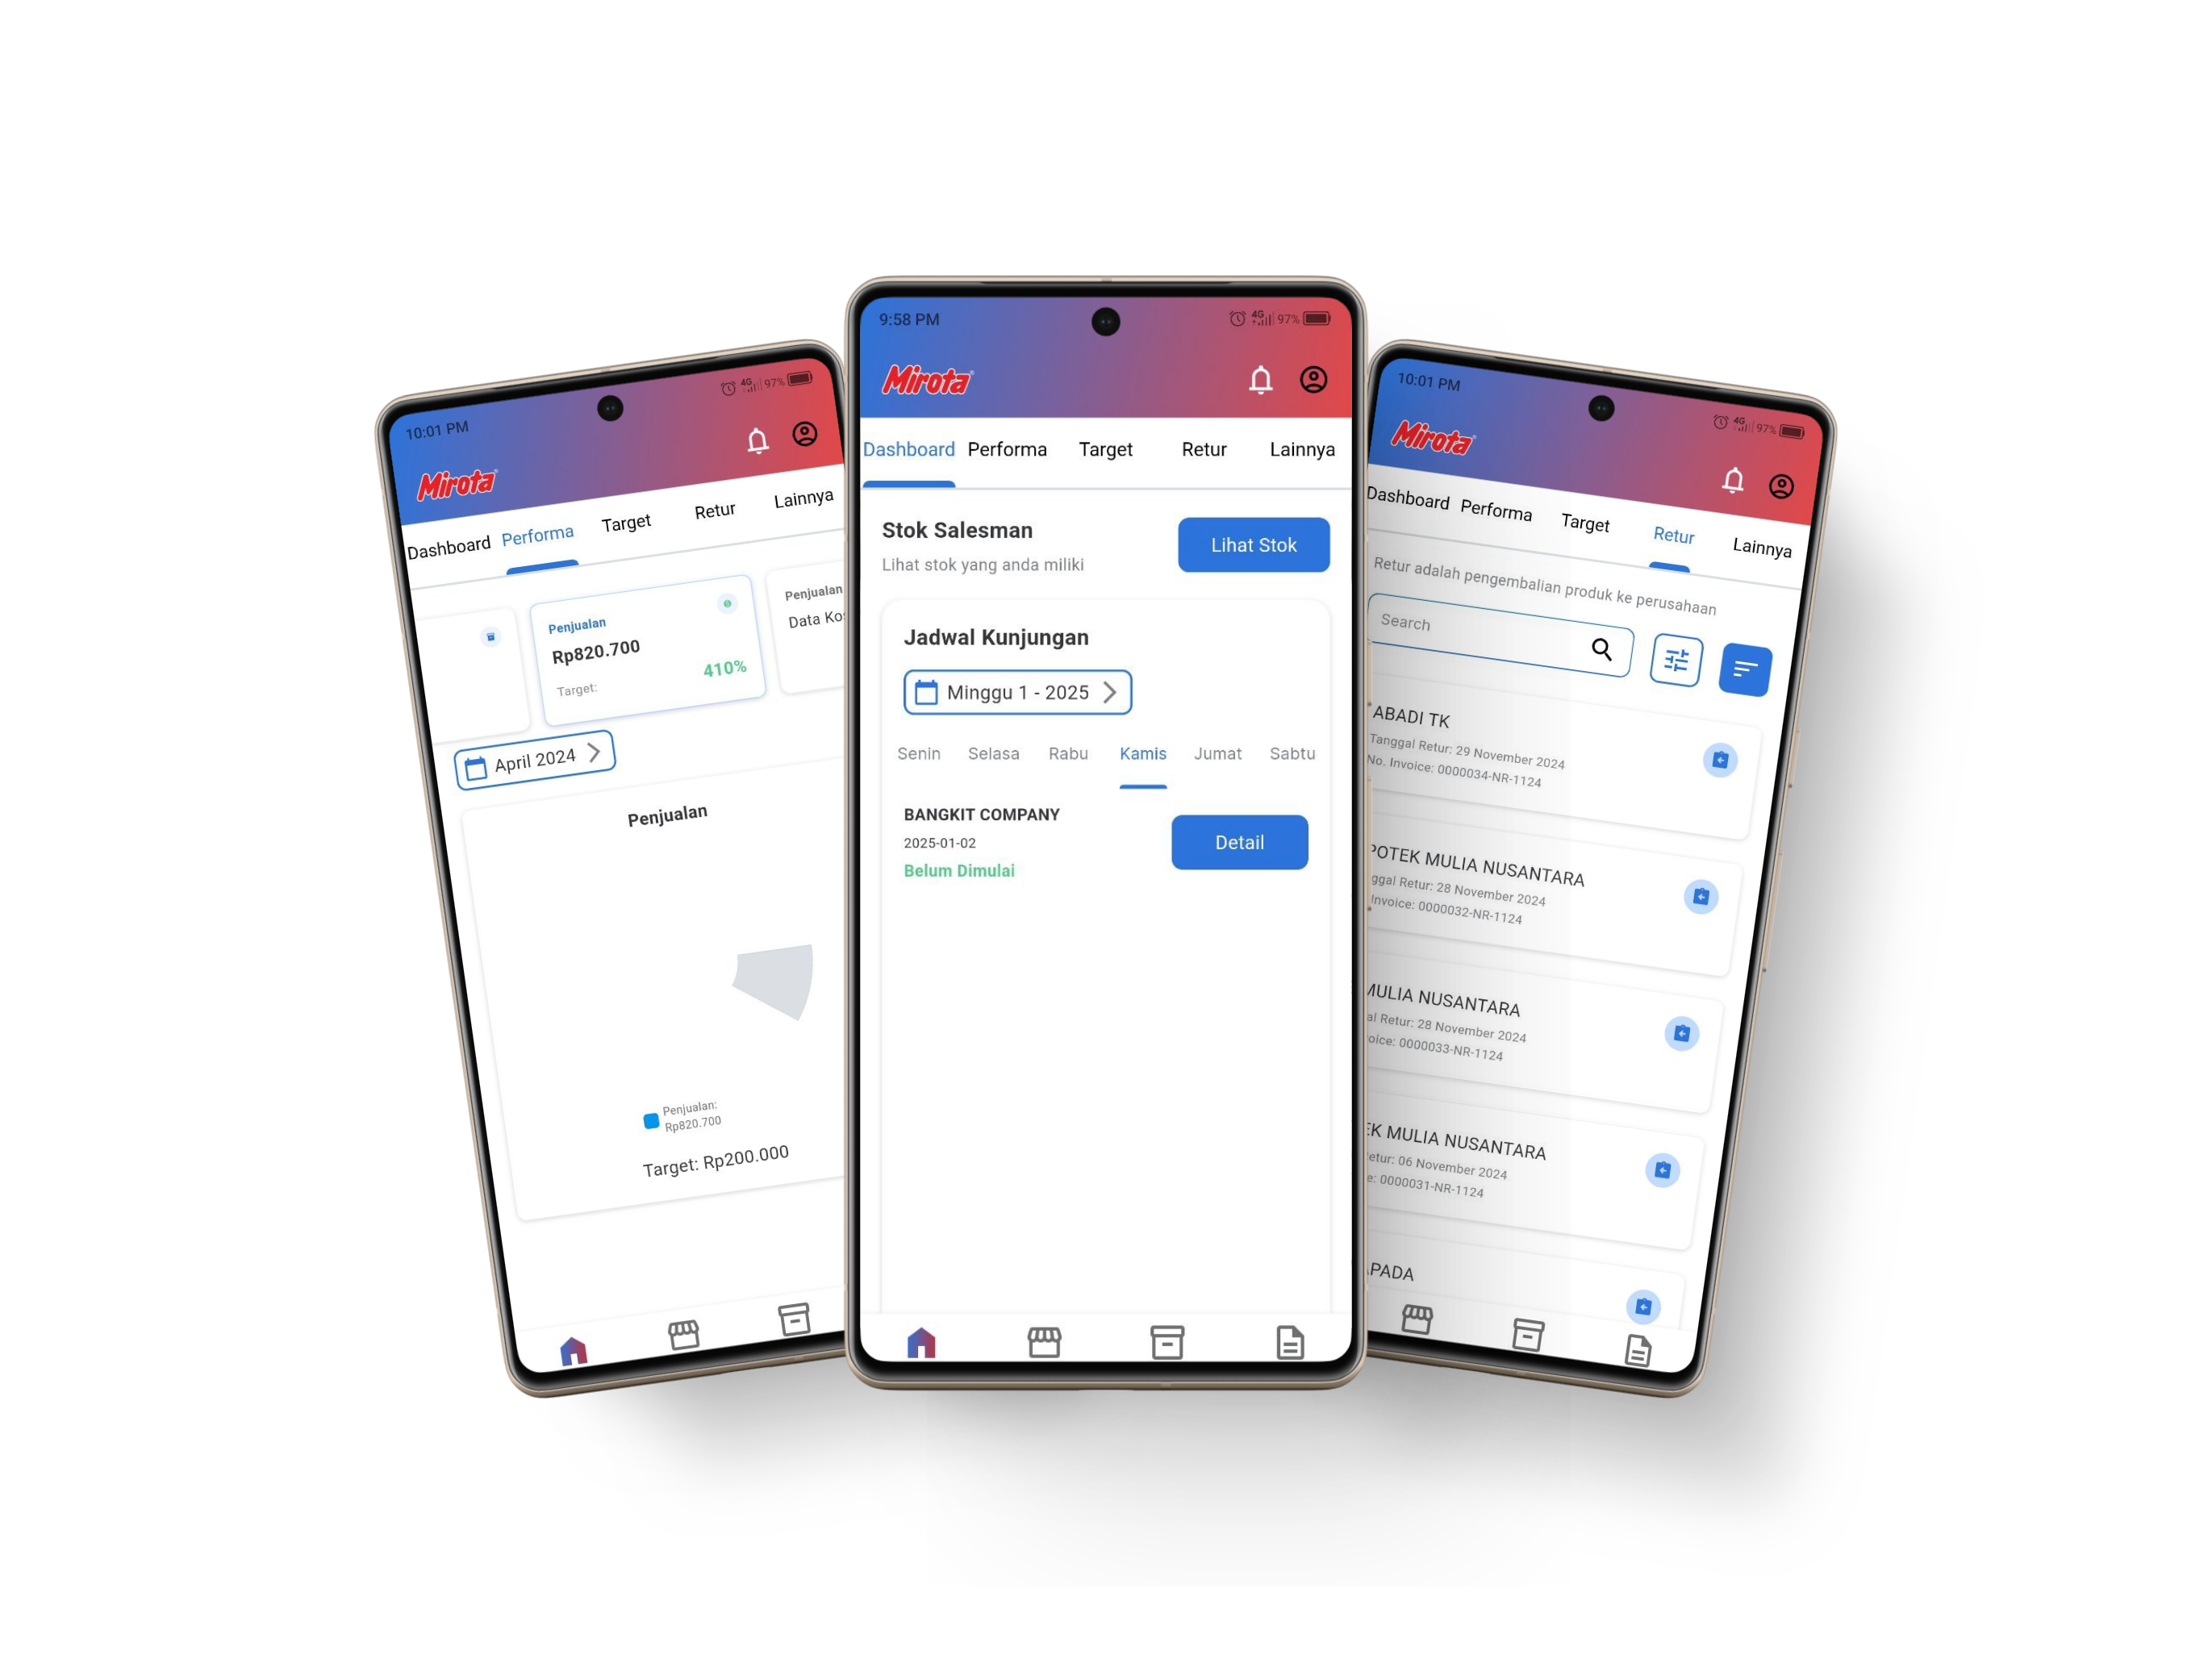 10:01 PM
4G 97%
Mirota
Dashboard Performa Target Retur Lainnya
Penjualan
Rp820.700
Target:
410%
Penjualan
Data
April 2024
Penjualan
Penjualan:
Rp820.700
Target: Rp200.000
9:58 PM
4G 97%
Mirota
Dashboard Performa Target Retur Lainnya
Stok Salesman
Lihat stok yang anda miliki
Lihat Stok
Jadwal Kunjungan
Minggu 1 - 2025
Senin Selasa Rabu Kamis Jumat Sabtu
BANGKIT COMPANY
2025-01-02
Belum Dimulai
Detail
10:01 PM
4G 97%
Mirota
Dashboard Performa Target Retur Lainnya
Retur adalah pengembalian produk ke perusahaan
Search
ABADI TK
Tanggal Retur: 29 November 2024
No. Invoice: 0000034-NR-1124
POTEK MULIA NUSANTARA
ggal Retur: 28 November 2024
Invoice: 0000032-NR-1124
MULIA NUSANTARA
al Retur: 28 November 2024
oice: 0000033-NR-1124
EK MULIA NUSANTARA
etur: 06 November 2024
e: 0000031-NR-1124
APADA